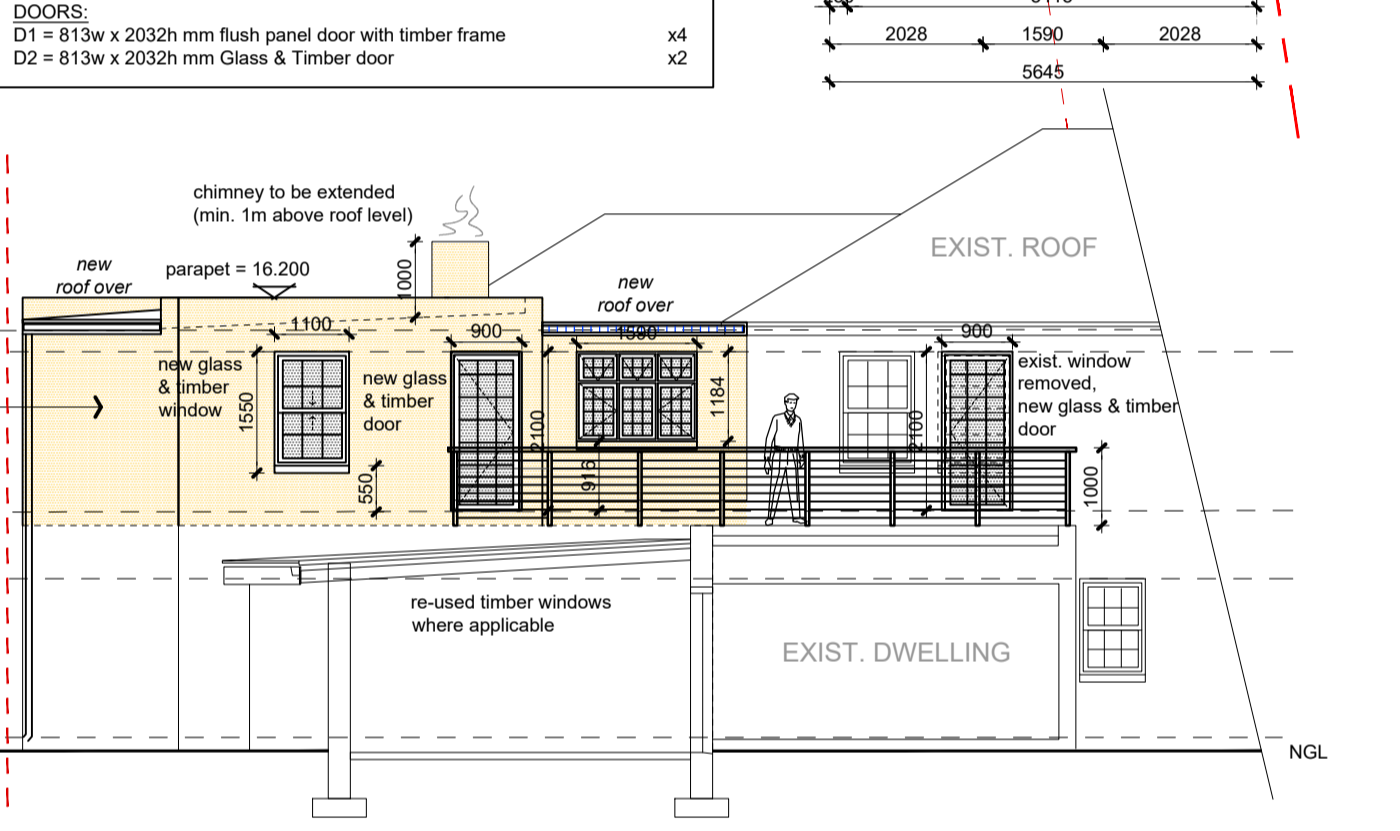 DOORS:
D1 = 813w x 2032h mm flush panel door with timber frame x4
D2 = 813w x 2032h mm Glass & Timber door x2
2028 1590 2028
5645
chimney to be extended
(min. 1m above roof level)
EXIST. ROOF
new
roof over
parapet = 16.200
1000
new
roof over
1100
900
900
new glass
& timber
window
1550
new glass
& timber
door
550
2100
916
1184
2100
exist. window
removed,
new glass & timber
door
1000
re-used timber windows
where applicable
EXIST. DWELLING
NGL